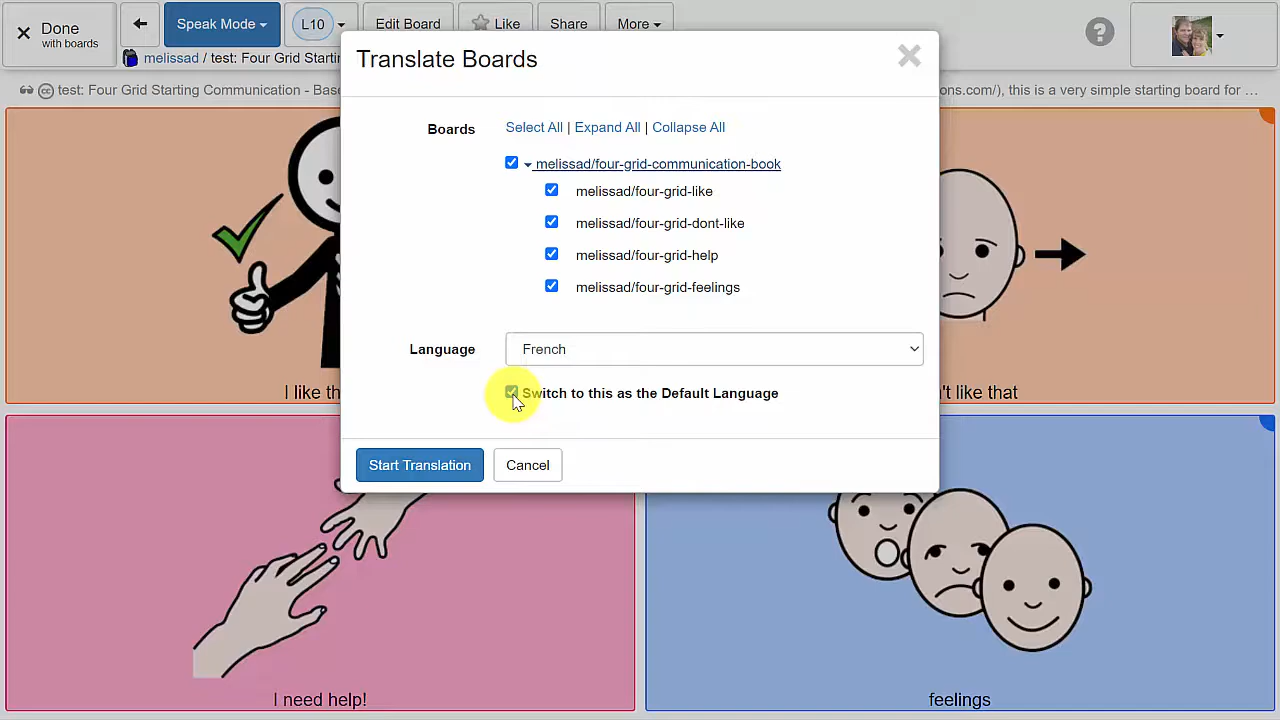 Done
with boards
Speak Mode
L10
Edit Board
Like
Share
More
melissad / test: Four Grid Starti
test: Four Grid Starting Communication - Base
ons.com/), this is a very simple starting board for ...
Translate Boards
Boards
Select All | Expand All | Collapse All
melissad/four-grid-communication-book
melissad/four-grid-like
melissad/four-grid-dont-like
melissad/four-grid-help
melissad/four-grid-feelings
Language
French
Switch to this as the Default Language
Start Translation
Cancel
I like th
't like that
I need help!
feelings